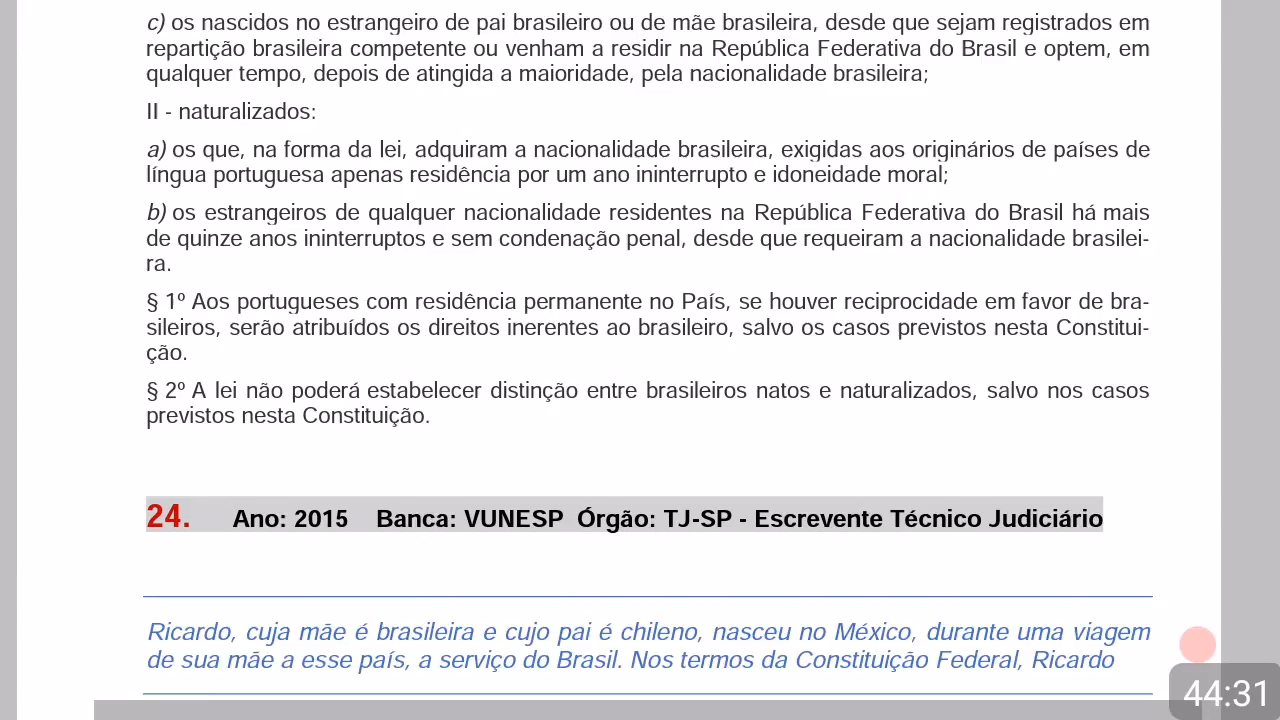 c) os nascidos no estrangeiro de pai brasileiro ou de mãe brasileira, desde que sejam registrados em
repartição brasileira competente ou venham a residir na República Federativa do Brasil e optem, em
qualquer tempo, depois de atingida a maioridade, pela nacionalidade brasileira;
II - naturalizados:
a) os que, na forma da lei, adquiram a nacionalidade brasileira, exigidas aos originários de países de
língua portuguesa apenas residência por um ano ininterrupto e idoneidade moral;
b) os estrangeiros de qualquer nacionalidade residentes na República Federativa do Brasil há mais
de quinze anos ininterruptos e sem condenação penal, desde que requeiram a nacionalidade brasilei-
ra.
§ 1º Aos portugueses com residência permanente no País, se houver reciprocidade em favor de bra-
sileiros, serão atribuídos os direitos inerentes ao brasileiro, salvo os casos previstos nesta Constitui-
ção.
§ 2º A lei não poderá estabelecer distinção entre brasileiros natos e naturalizados, salvo nos casos
previstos nesta Constituição.
24. Ano: 2015 Banca: VUNESP Órgão: TJ-SP - Escrevente Técnico Judiciário
Ricardo, cuja mãe é brasileira e cujo pai é chileno, nasceu no México, durante uma viagem
de sua mãe a esse país, a serviço do Brasil. Nos termos da Constituição Federal, Ricardo
44:31